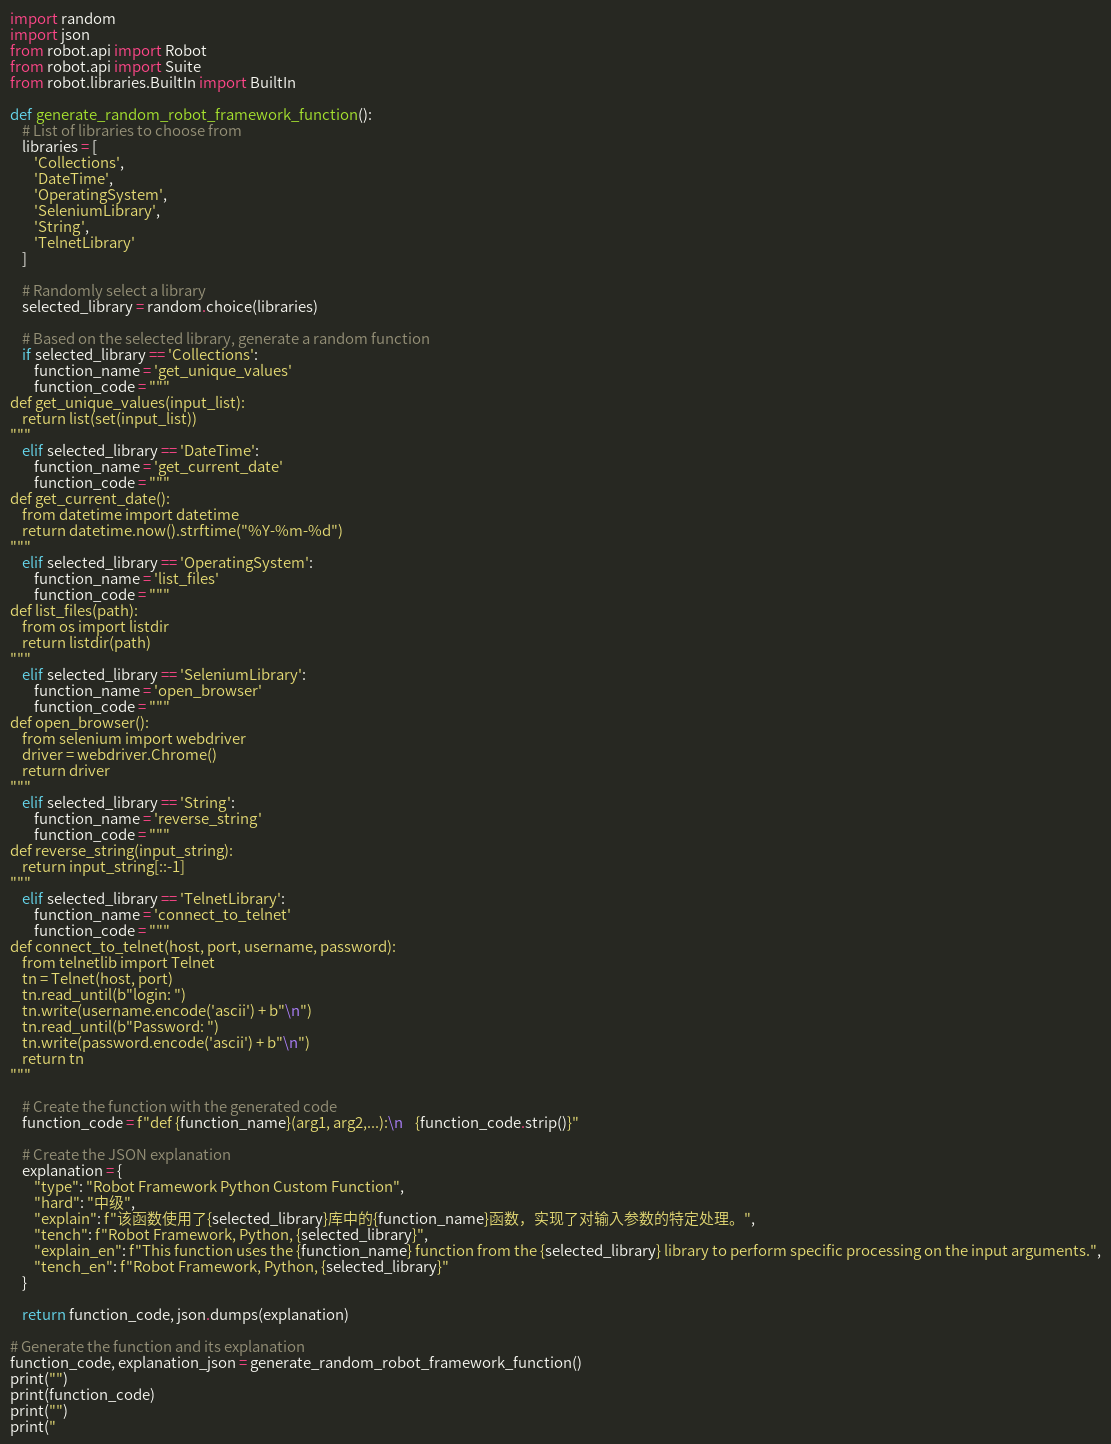 import random
import json
from robot.api import Robot
from robot.api import Suite
from robot.libraries.BuiltIn import BuiltIn

def generate_random_robot_framework_function():
    # List of libraries to choose from
    libraries = [
        'Collections',
        'DateTime',
        'OperatingSystem',
        'SeleniumLibrary',
        'String',
        'TelnetLibrary'
    ]

    # Randomly select a library
    selected_library = random.choice(libraries)

    # Based on the selected library, generate a random function
    if selected_library == 'Collections':
        function_name = 'get_unique_values'
        function_code = """
def get_unique_values(input_list):
    return list(set(input_list))
"""
    elif selected_library == 'DateTime':
        function_name = 'get_current_date'
        function_code = """
def get_current_date():
    from datetime import datetime
    return datetime.now().strftime("%Y-%m-%d")
"""
    elif selected_library == 'OperatingSystem':
        function_name = 'list_files'
        function_code = """
def list_files(path):
    from os import listdir
    return listdir(path)
"""
    elif selected_library == 'SeleniumLibrary':
        function_name = 'open_browser'
        function_code = """
def open_browser():
    from selenium import webdriver
    driver = webdriver.Chrome()
    return driver
"""
    elif selected_library == 'String':
        function_name = 'reverse_string'
        function_code = """
def reverse_string(input_string):
    return input_string[::-1]
"""
    elif selected_library == 'TelnetLibrary':
        function_name = 'connect_to_telnet'
        function_code = """
def connect_to_telnet(host, port, username, password):
    from telnetlib import Telnet
    tn = Telnet(host, port)
    tn.read_until(b"login: ")
    tn.write(username.encode('ascii') + b"\n")
    tn.read_until(b"Password: ")
    tn.write(password.encode('ascii') + b"\n")
    return tn
"""

    # Create the function with the generated code
    function_code = f"def {function_name}(arg1, arg2,...):\n    {function_code.strip()}"

    # Create the JSON explanation
    explanation = {
        "type": "Robot Framework Python Custom Function",
        "hard": "中级",
        "explain": f"该函数使用了{selected_library}库中的{function_name}函数，实现了对输入参数的特定处理。",
        "tench": f"Robot Framework, Python, {selected_library}",
        "explain_en": f"This function uses the {function_name} function from the {selected_library} library to perform specific processing on the input arguments.",
        "tench_en": f"Robot Framework, Python, {selected_library}"
    }

    return function_code, json.dumps(explanation)

# Generate the function and its explanation
function_code, explanation_json = generate_random_robot_framework_function()
print("")
print(function_code)
print("")
print("